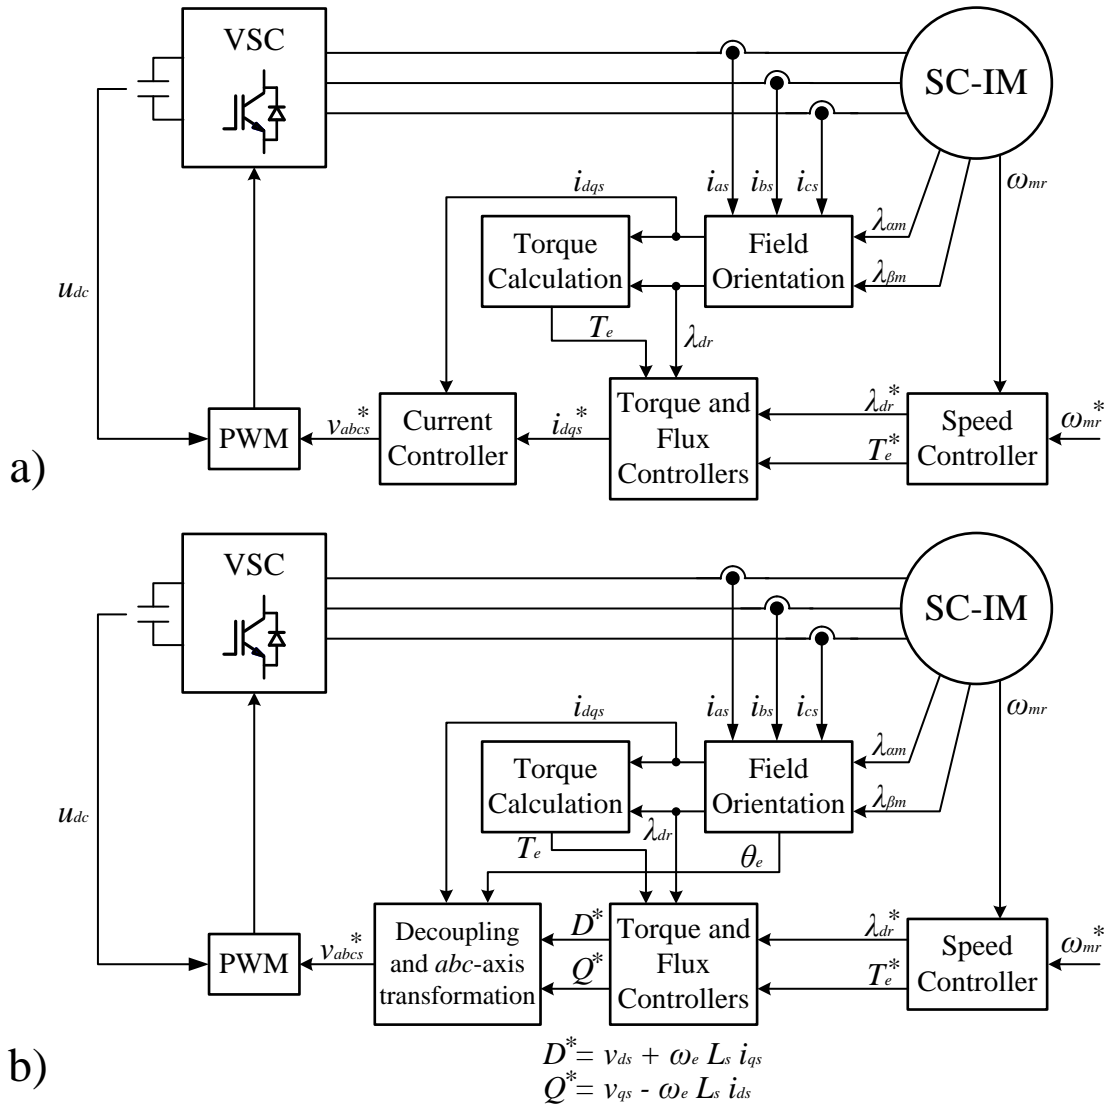 VSC
SC-IM
i_dqs
i_as
i_bs
i_cs
ω_mr
λ_αm
Torque
Calculation
Field
Orientation
λ_βm
u_dc
T_e
λ_dr
PWM
v_abcs*
Current
Controller
i_dqs*
Torque and
Flux
Controllers
λ_dr*
T_e*
Speed
Controller
ω_mr*
a)
VSC
SC-IM
i_dqs
i_as
i_bs
i_cs
ω_mr
λ_αm
Torque
Calculation
Field
Orientation
λ_βm
u_dc
T_e
λ_dr
θ_e
PWM
v_abcs*
Decoupling
and abc-axis
transformation
D*
Q*
Torque and
Flux
Controllers
λ_dr*
T_e*
Speed
Controller
ω_mr*
b)
D*= v_ds + ω_e L_s i_qs
Q*= v_qs - ω_e L_s i_ds